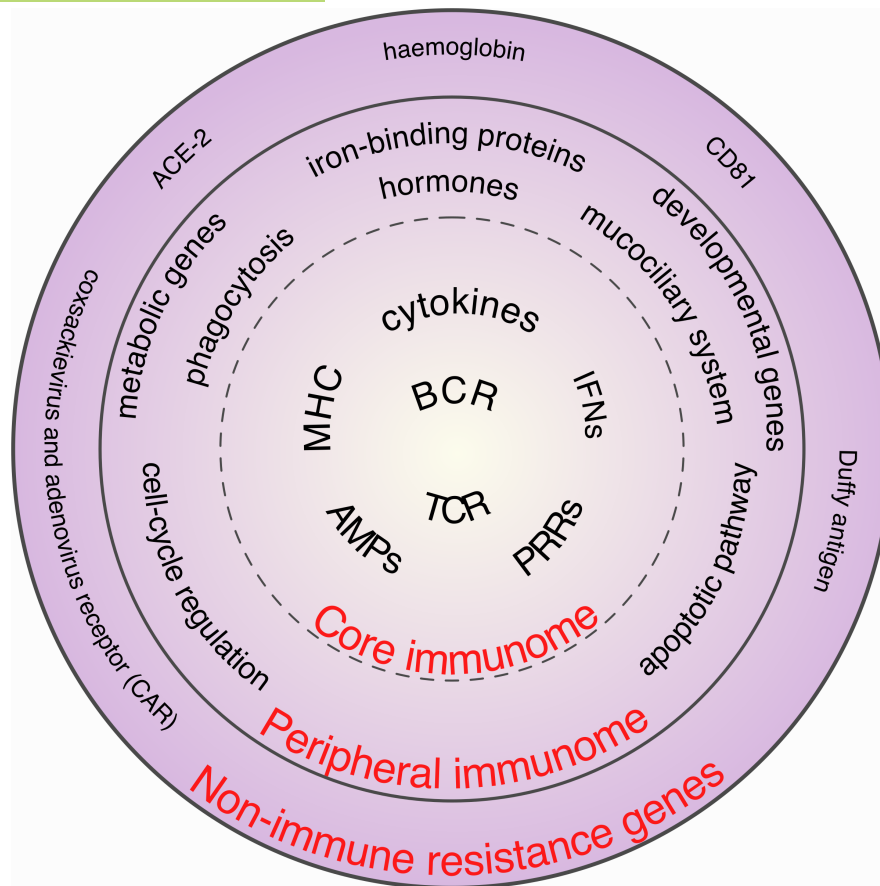 haemoglobin
ACE-2
CD81
iron-binding proteins
hormones
metabolic genes
phagocytosis
mucociliary system
developmental genes
coxsackievirus and adenovirus receptor (CAR)
cytokines
MHC
BCR
IFNs
Duffy antigen
cell-cycle regulation
AMPs
TCR
PRRs
apoptotic pathway
Core immunome
Peripheral immunome
Non-immune resistance genes